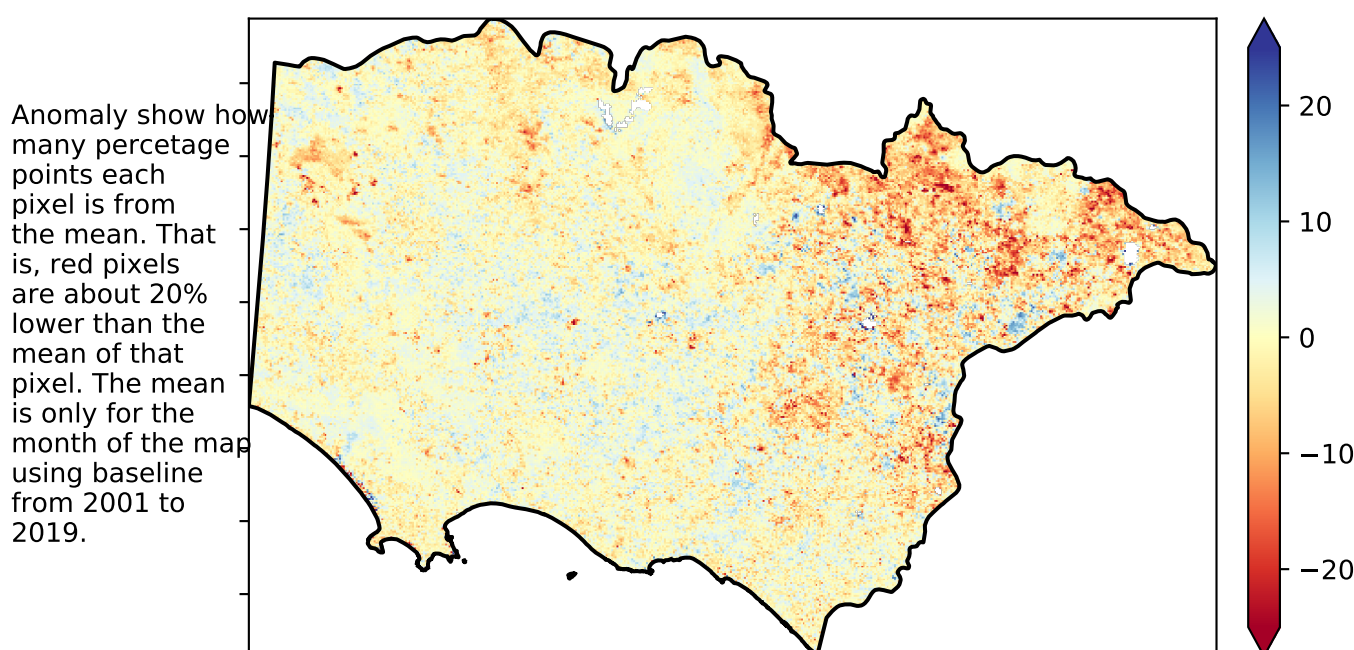 Anomaly show how
many percetage
points each
pixel is from
the mean. That
is, red pixels
are about 20%
lower than the
mean of that
pixel. The mean
is only for the
month of the map
using baseline
from 2001 to
2019.
20
10
0
−10
−20